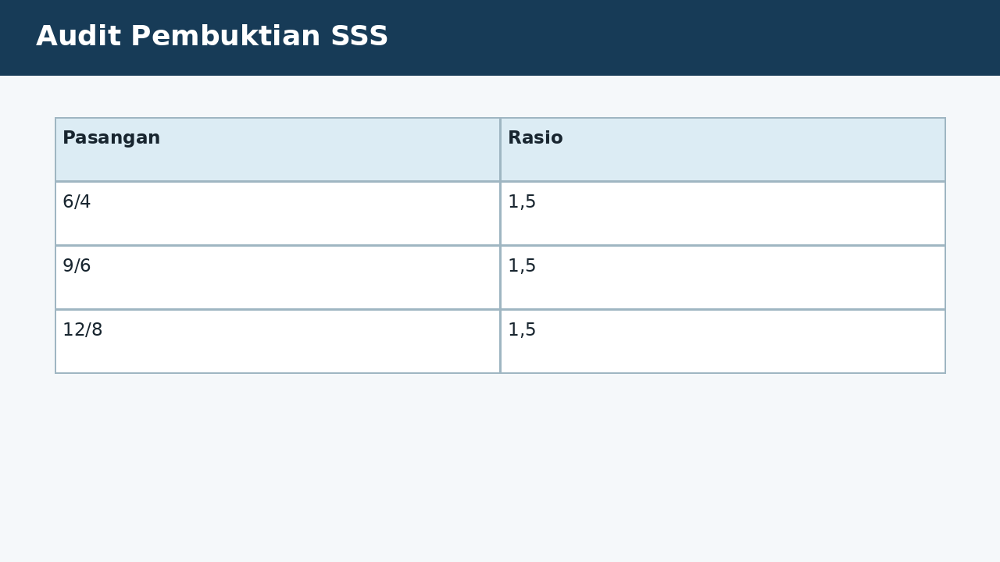 Audit Pembuktian SSS
Pasangan Rasio
6/4 1,5
9/6 1,5
12/8 1,5